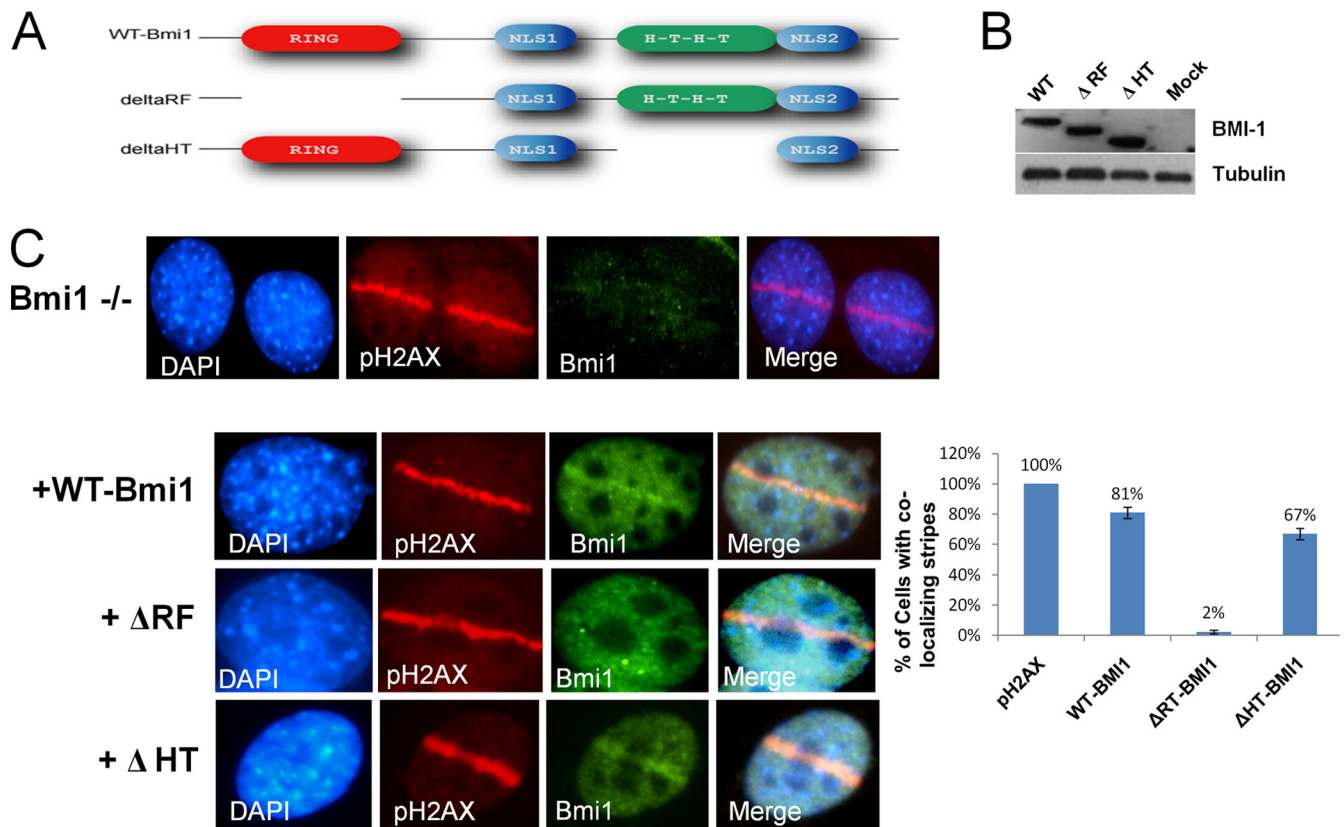 A
WT-Bmi1
RING
NLS1
H-T-H-T
NLS2
deltaRF
NLS1
H-T-H-T
NLS2
deltaHT
RING
NLS1
NLS2
B
WT
Δ RF
Δ HT
Mock
BMI-1
Tubulin
C
Bmi1 -/-
DAPI
pH2AX
Bmi1
Merge
+WT-Bmi1
DAPI
pH2AX
Bmi1
Merge
+ ΔRF
DAPI
pH2AX
Bmi1
Merge
+ Δ HT
DAPI
pH2AX
Bmi1
Merge
% of Cells with co-
localizing stripes
120%
100%
80%
60%
40%
20%
0%
100%
81%
2%
67%
pH2AX
WT-BMI1
ΔRT-BMI1
ΔHT-BMI1